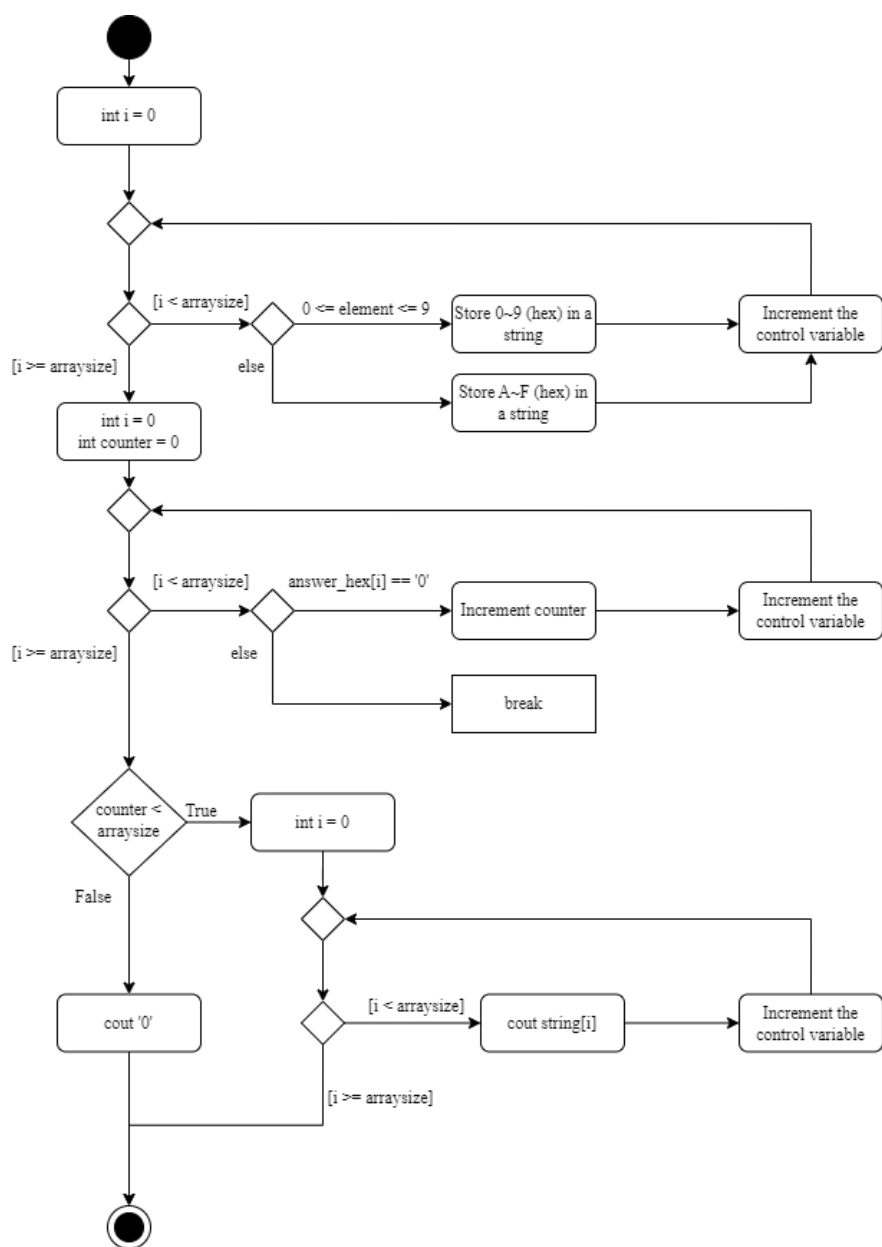 int i = 0
[i < arraysize]
0 <= element <= 9
Store 0~9 (hex) in a
string
Increment the
control variable
[i >= arraysize]
else
Store A~F (hex) in
a string
int i = 0
int counter = 0
[i < arraysize]
answer_hex[i] == '0'
Increment counter
Increment the
control variable
[i >= arraysize]
else
break
counter <
arraysize
True
int i = 0
False
[i < arraysize]
cout '0'
cout string[i]
Increment the
control variable
[i >= arraysize]